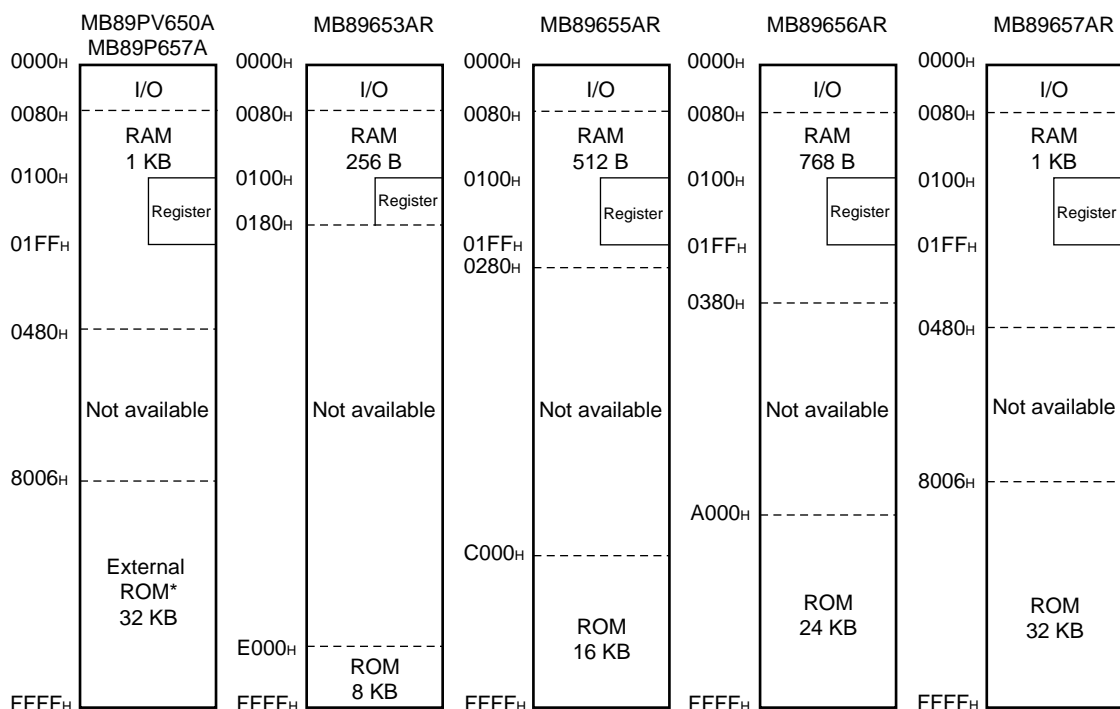 MB89PV650A
MB89P657A
0000H
I/O
0080H
RAM
1 KB
0100H
Register
01FFH
0480H
Not available
8006H
External
ROM*
32 KB
FFFFH
MB89653AR
0000H
I/O
0080H
RAM
256 B
0100H
Register
0180H
Not available
E000H
ROM
8 KB
FFFFH
MB89655AR
0000H
I/O
0080H
RAM
512 B
0100H
Register
01FFH
0280H
Not available
C000H
ROM
16 KB
FFFFH
MB89656AR
0000H
I/O
0080H
RAM
768 B
0100H
Register
01FFH
0380H
Not available
A000H
ROM
24 KB
FFFFH
MB89657AR
0000H
I/O
0080H
RAM
1 KB
0100H
Register
01FFH
0480H
Not available
8006H
ROM
32 KB
FFFFH